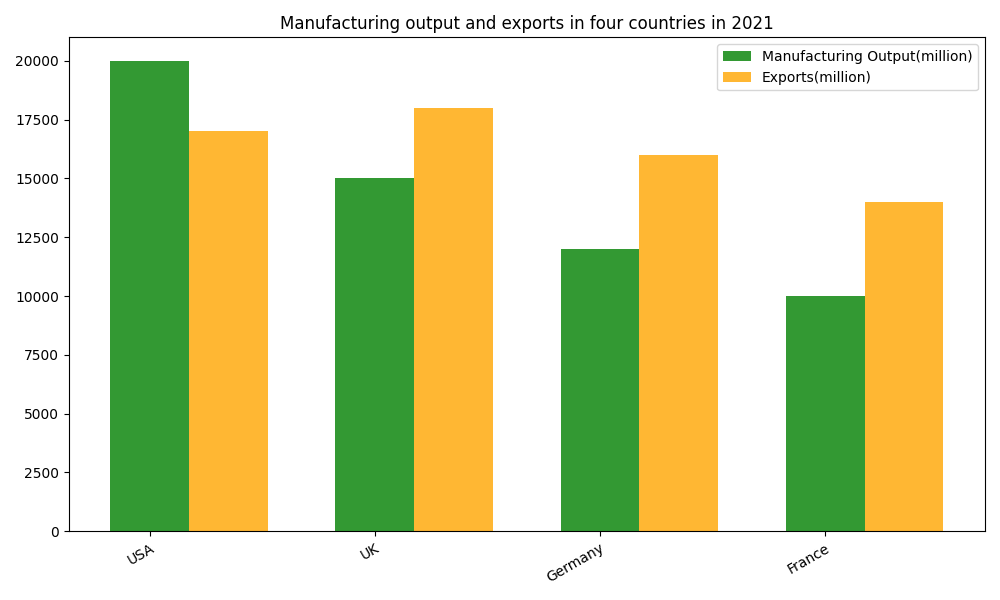 Manufacturing output and exports in four countries in 2021
Manufacturing Output(million)
Exports(million)
20000
17500
15000
12500
10000
7500
5000
2500
0
USA
UK
Germany
France